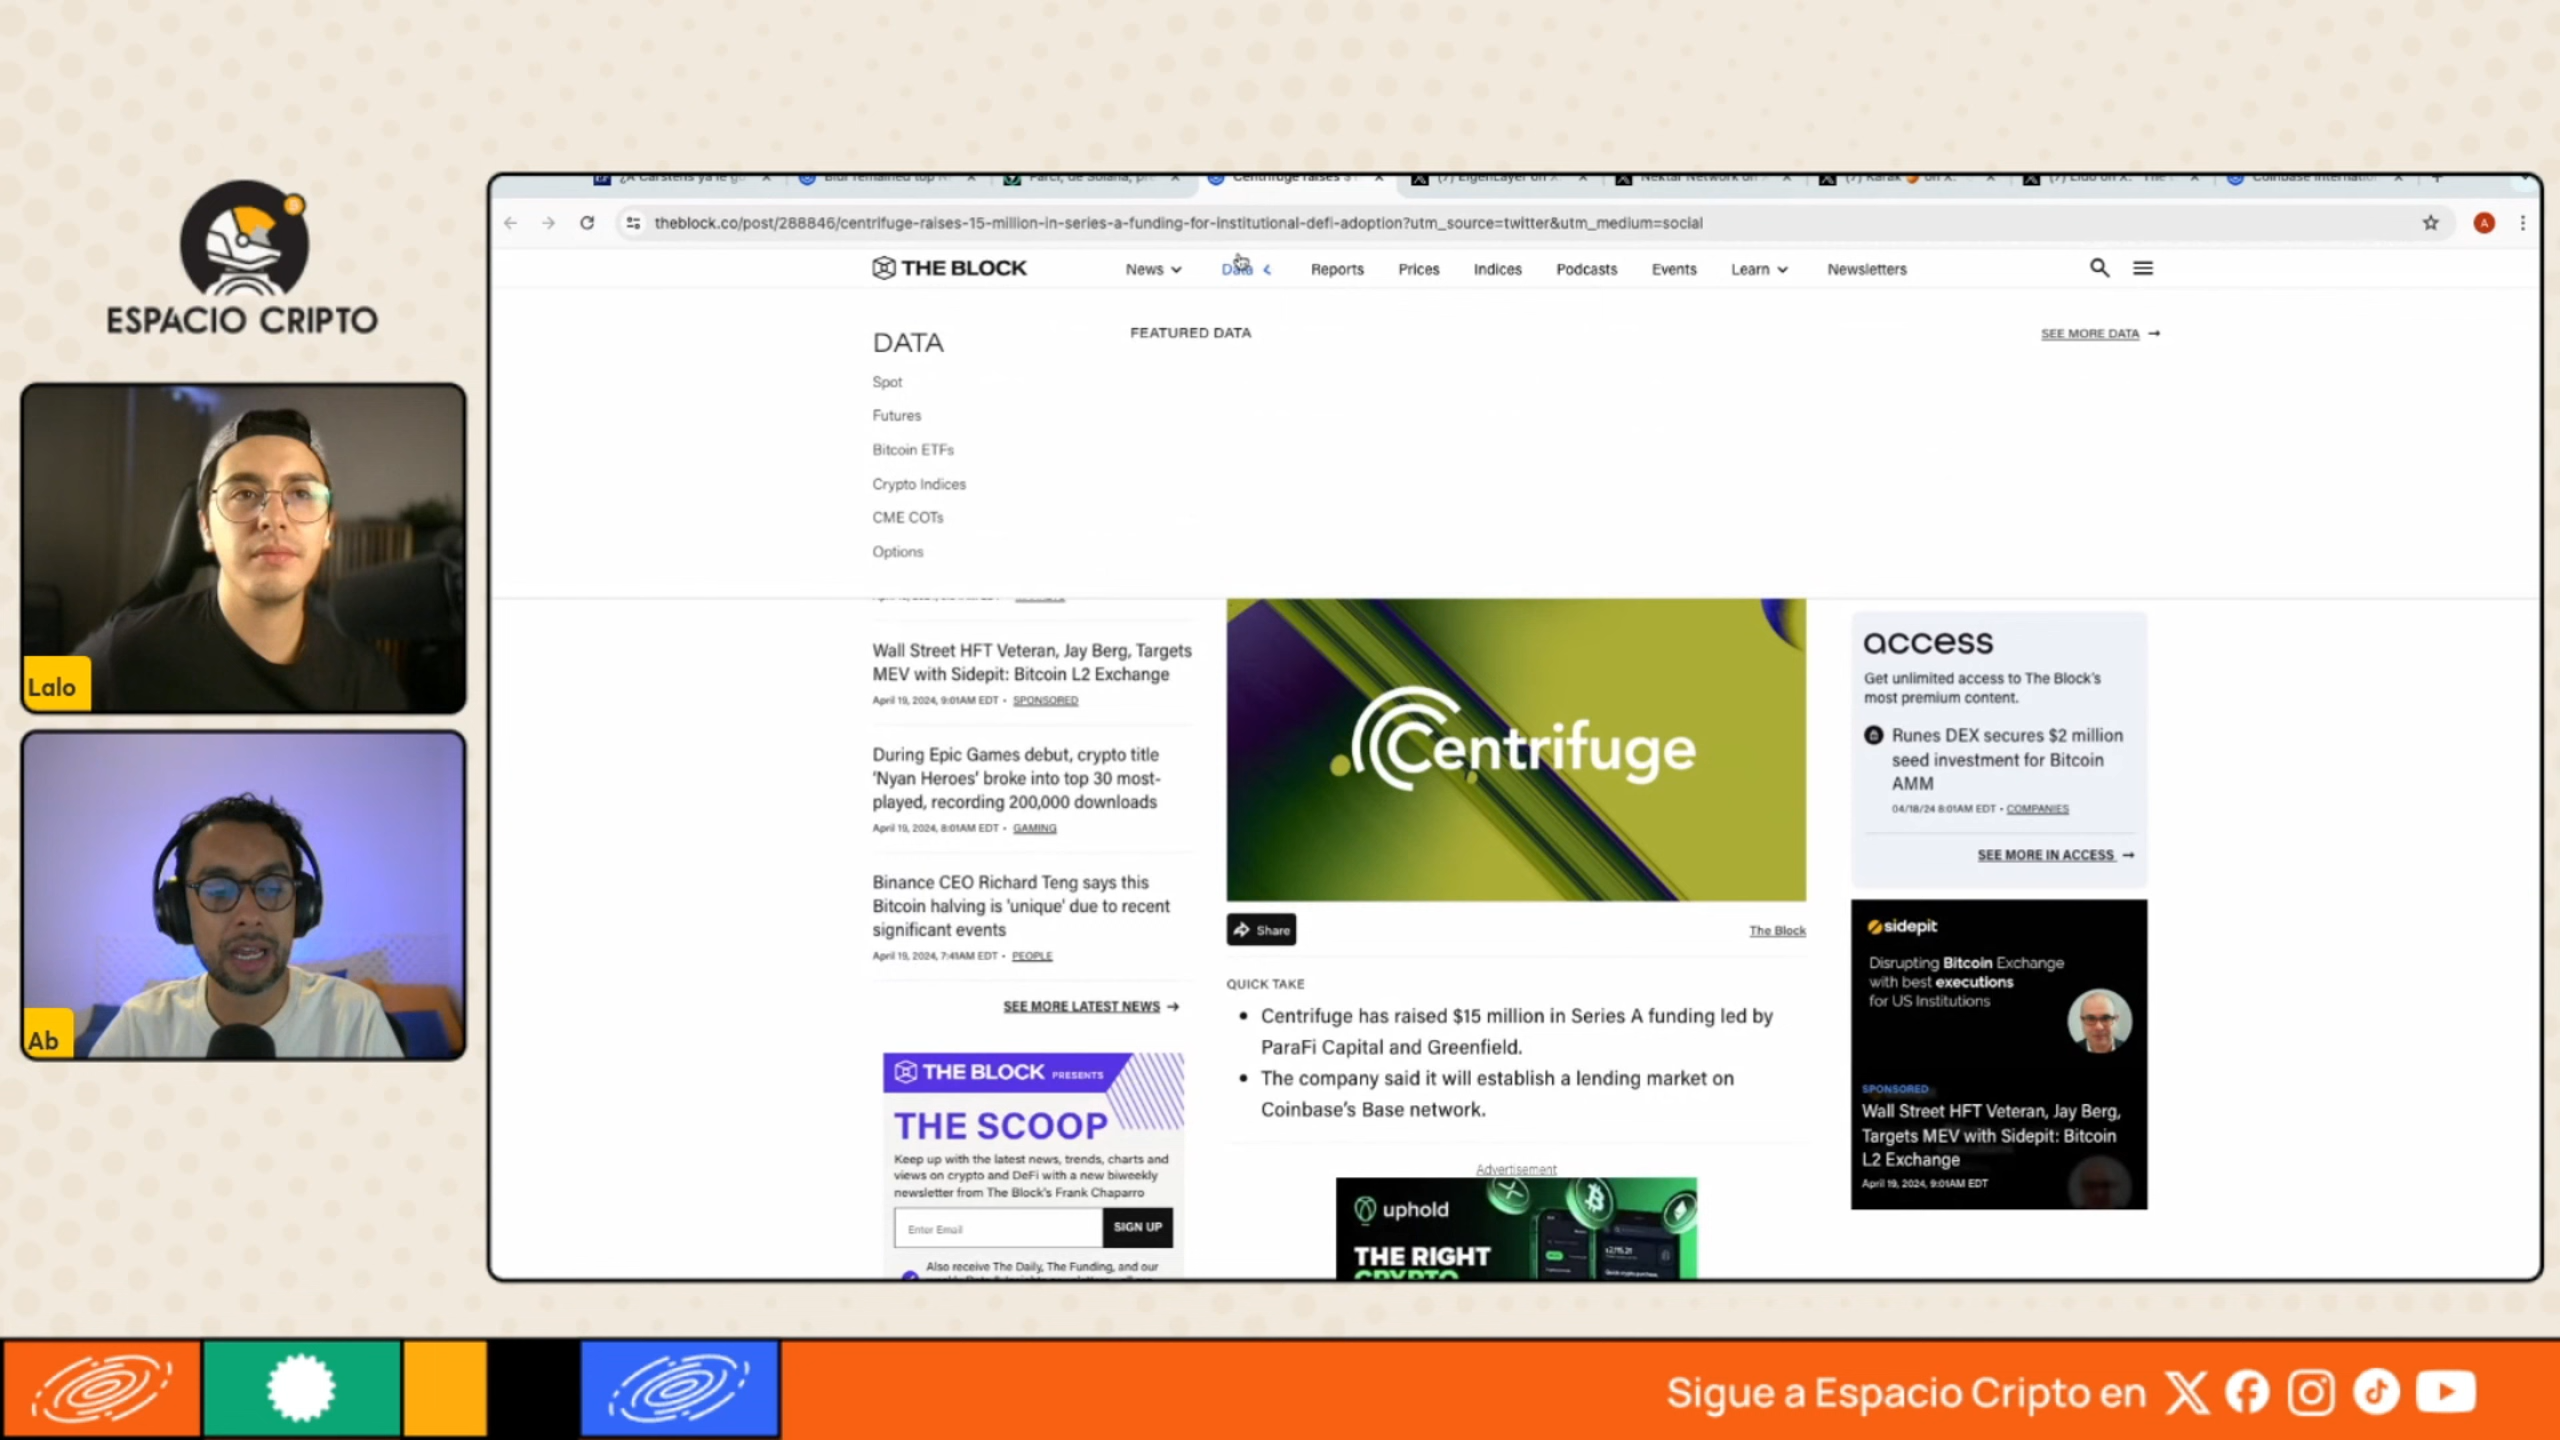 ESPACIO CRIPTO
Lalo
Ab
theblock.co/post/288846/centrifuge-raises-15-million-in-series-a-funding-for-institutional-defi-adoption?utm_source=twitter&utm_medium=social
A
THE BLOCK
News
Data
Reports
Prices
Indices
Podcasts
Events
Learn
Newsletters
DATA
Spot
Futures
Bitcoin ETFs
Crypto Indices
CME COTs
Options
FEATURED DATA
SEE MORE DATA →
Wall Street HFT Veteran, Jay Berg, Targets
MEV with Sidepit: Bitcoin L2 Exchange
April 19, 2024, 9:01AM EDT • SPONSORED
During Epic Games debut, crypto title
'Nyan Heroes' broke into top 30 most-
played, recording 200,000 downloads
April 19, 2024, 8:01AM EDT • GAMING
Binance CEO Richard Teng says this
Bitcoin halving is 'unique' due to recent
significant events
April 19, 2024, 7:41AM EDT • PEOPLE
SEE MORE LATEST NEWS →
THE BLOCK PRESENTS
THE SCOOP
Keep up with the latest news, trends, charts and
views on crypto and DeFi with a new biweekly
newsletter from The Block's Frank Chaparro
Enter Email
SIGN UP
Also receive The Daily, The Funding, and our
Centrifuge
Share
The Block
QUICK TAKE
• Centrifuge has raised $15 million in Series A funding led by
ParaFi Capital and Greenfield.
• The company said it will establish a lending market on
Coinbase's Base network.
Advertisement
uphold
THE RIGHT
CRYPTO
access
Get unlimited access to The Block's
most premium content.
Runes DEX secures $2 million
seed investment for Bitcoin
AMM
04/18/24 8:01AM EDT • COMPANIES
SEE MORE IN ACCESS →
sidepit
Disrupting Bitcoin Exchange
with best executions
for US Institutions
SPONSORED
Wall Street HFT Veteran, Jay Berg,
Targets MEV with Sidepit: Bitcoin
L2 Exchange
April 19, 2024, 9:01AM EDT
Sigue a Espacio Cripto en